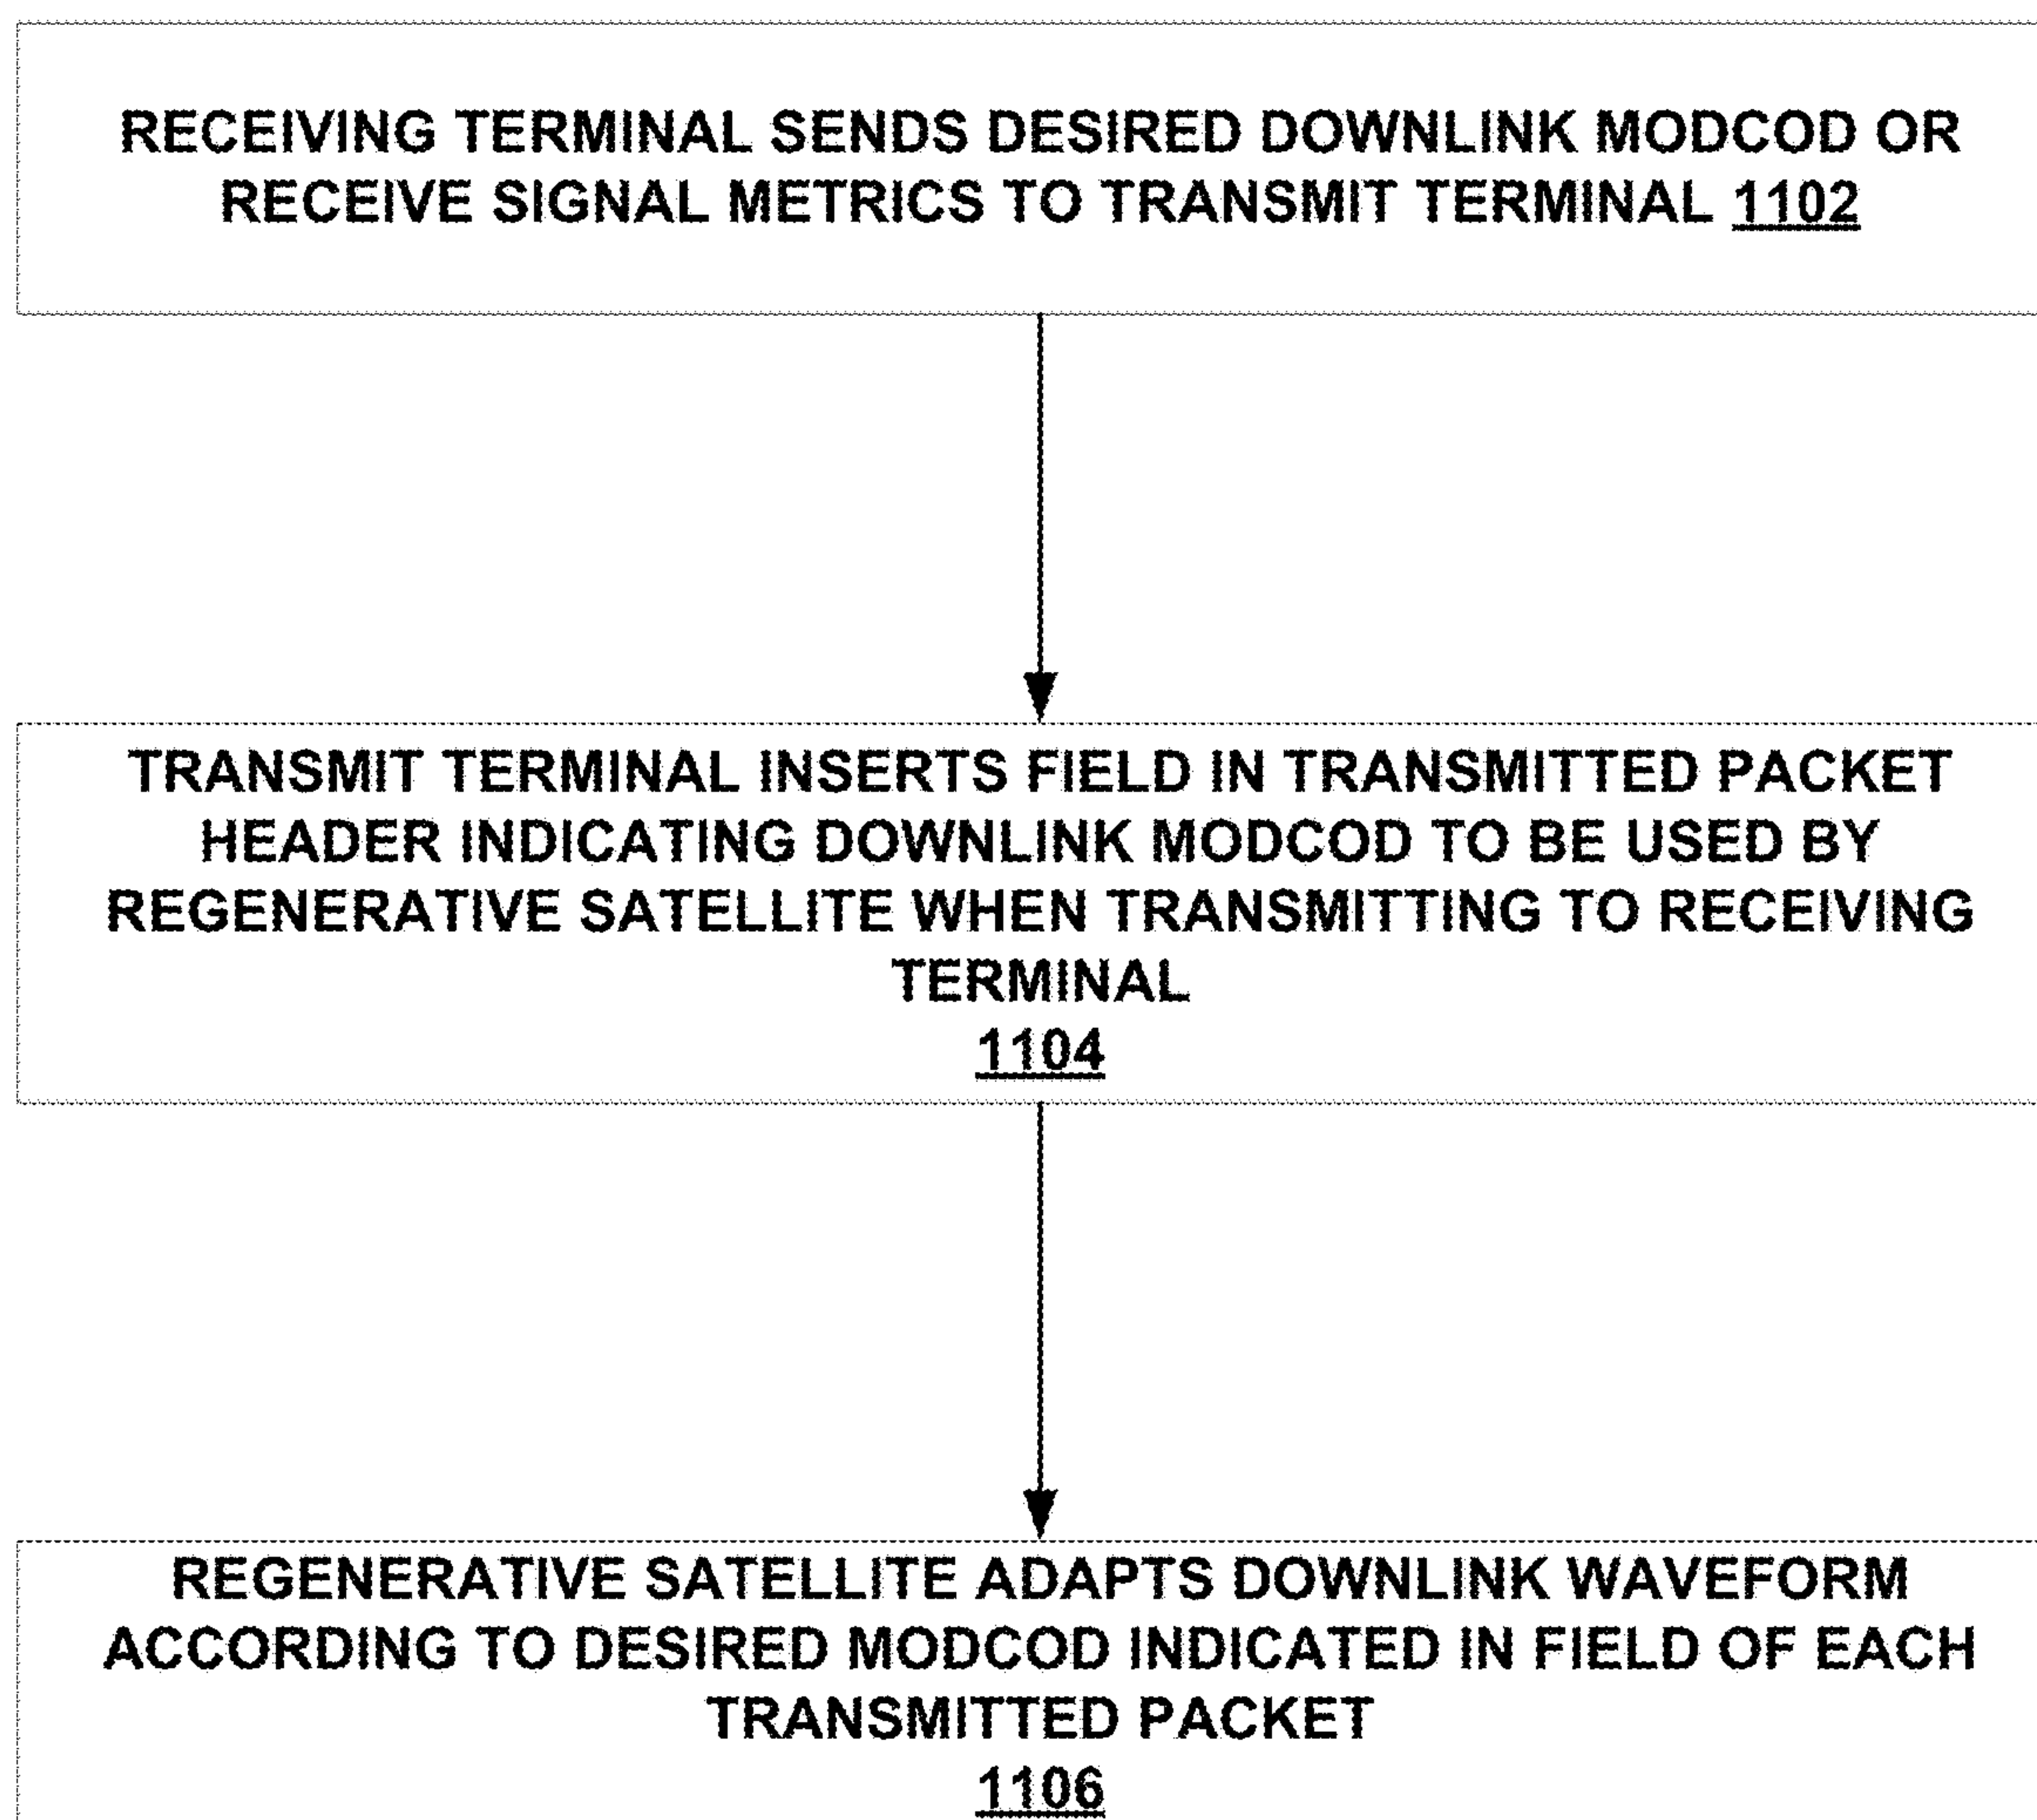 RECEIVING TERMINAL SENDS DESIRED DOWNLINK MODCOD OR
RECEIVE SIGNAL METRICS TO TRANSMIT TERMINAL 1102
TRANSMIT TERMINAL INSERTS FIELD IN TRANSMITTED PACKET
HEADER INDICATING DOWNLINK MODCOD TO BE USED BY
REGENERATIVE SATELLITE WHEN TRANSMITTING TO RECEIVING
TERMINAL
1104
REGENERATIVE SATELLITE ADAPTS DOWNLINK WAVEFORM
ACCORDING TO DESIRED MODCOD INDICATED IN FIELD OF EACH
TRANSMITTED PACKET
1106